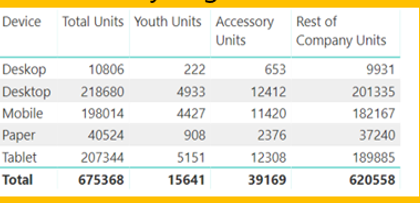 Device Total Units Youth Units Accessory Units Rest of Company Units
Deskop 10806 222 653 9931
Desktop 218680 4933 12412 201335
Mobile 198014 4427 11420 182167
Paper 40524 908 2376 37240
Tablet 207344 5151 12308 189885
Total 675368 15641 39169 620558